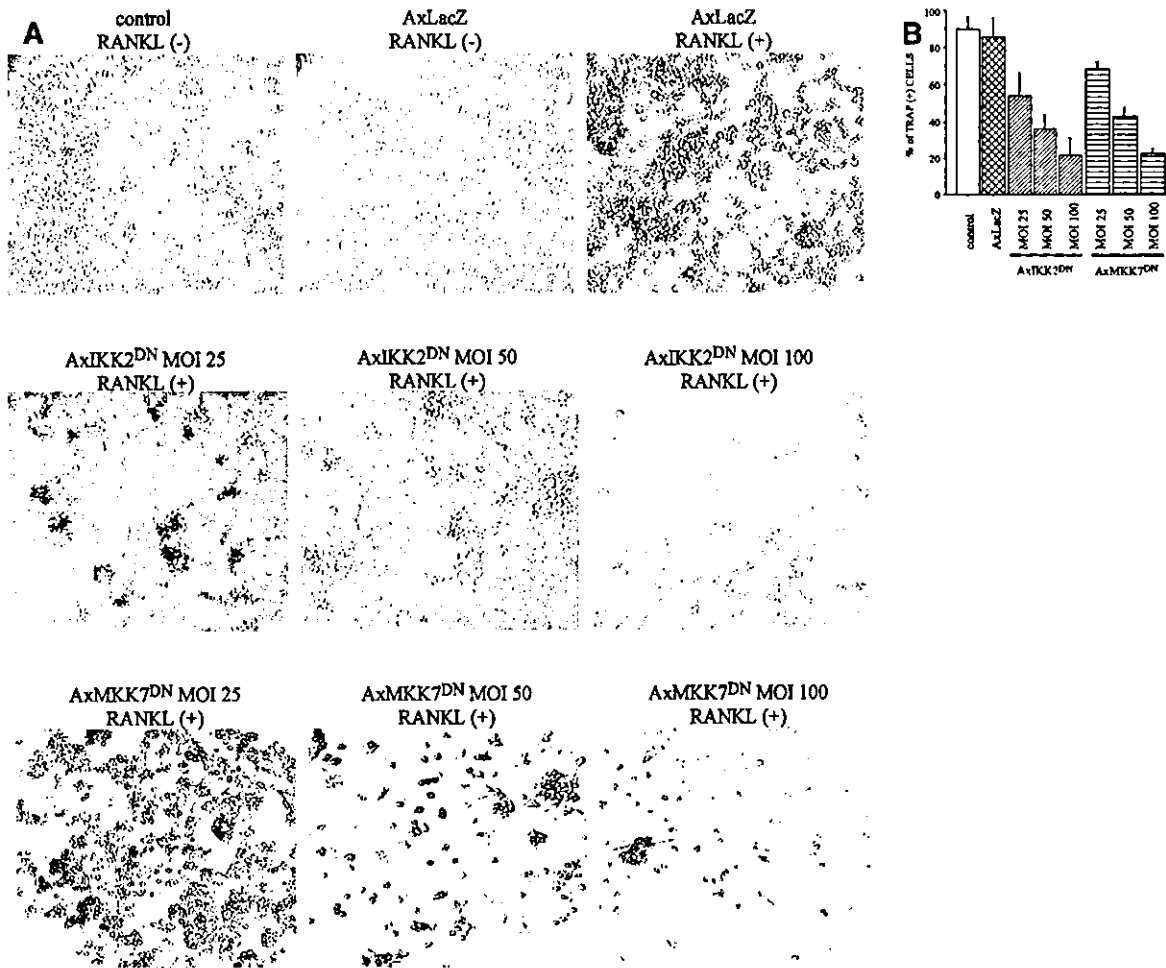 A
control
RANKL (-)
AxLacZ
RANKL (-)
AxLacZ
RANKL (+)
B
% of TRAP (+) CELLS
100
80
60
40
20
0
control
AxLacZ
MOI 25
MOI 50
MOI 100
MOI 25
MOI 50
MOI 100
AxIKK2DN
AxMKK7DN
AxIKK2DN MOI 25
RANKL (+)
AxIKK2DN MOI 50
RANKL (+)
AxIKK2DN MOI 100
RANKL (+)
AxMKK7DN MOI 25
RANKL (+)
AxMKK7DN MOI 50
RANKL (+)
AxMKK7DN MOI 100
RANKL (+)